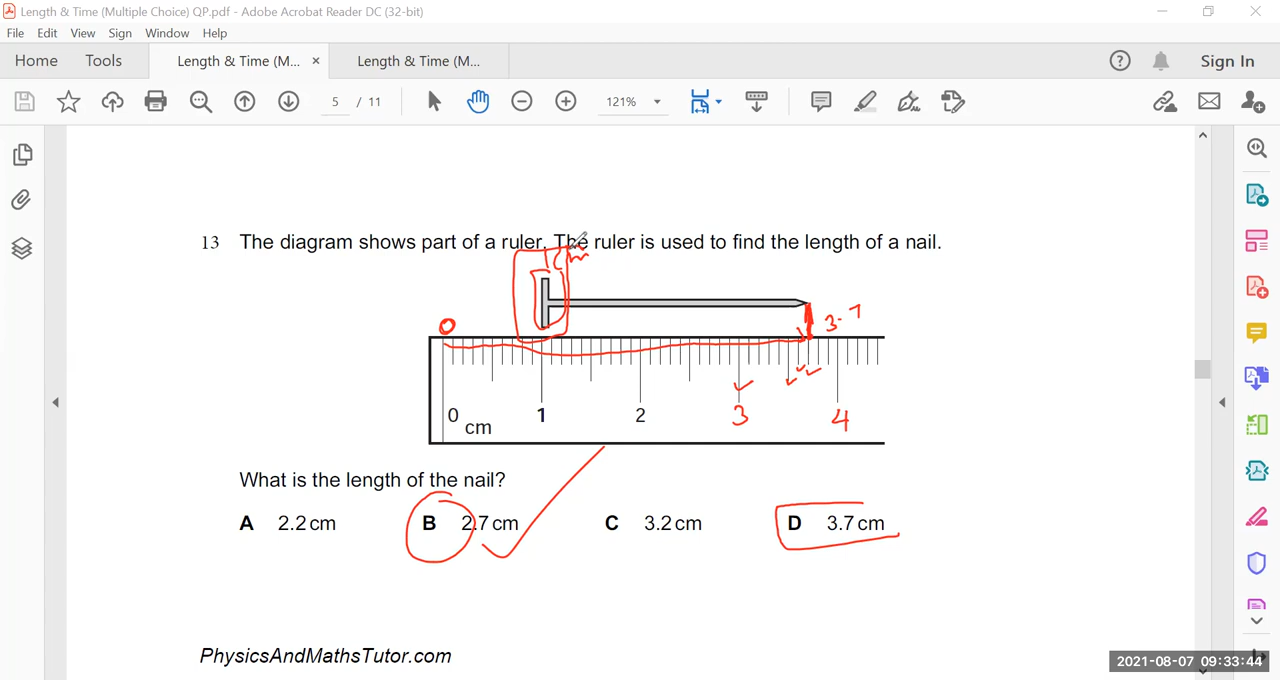 Length & Time (Multiple Choice) QP.pdf - Adobe Acrobat Reader DC (32-bit)
File Edit View Sign Window Help
Home Tools Length & Time (M... × Length & Time (M... Sign In
5 / 11 121%
13 The diagram shows part of a ruler. The ruler is used to find the length of a nail.
1cm
0 3.7
0 1 2 3 4
cm
What is the length of the nail?
A 2.2 cm B 2.7 cm C 3.2 cm D 3.7 cm
PhysicsAndMathsTutor.com
2021-08-07 09:33:44